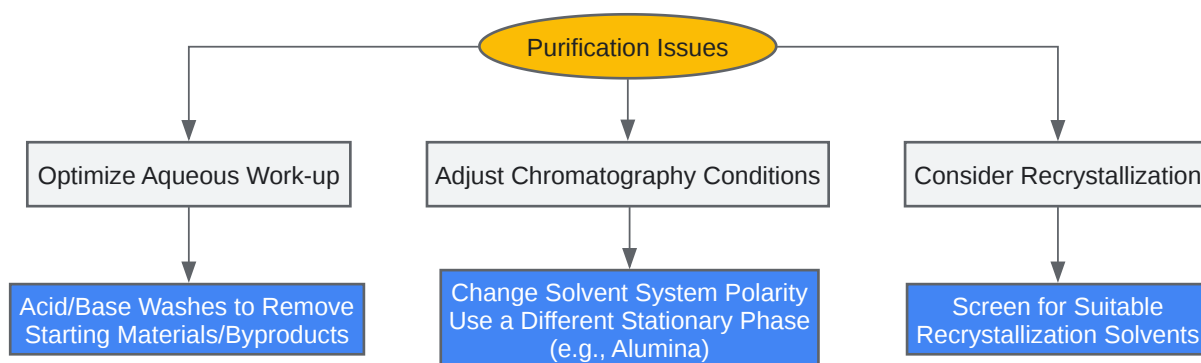 Purification Issues
Optimize Aqueous Work-up
Adjust Chromatography Conditions
Consider Recrystallization
Acid/Base Washes to Remove
Starting Materials/Byproducts
Change Solvent System Polarity
Use a Different Stationary Phase
(e.g., Alumina)
Screen for Suitable
Recrystallization Solvents